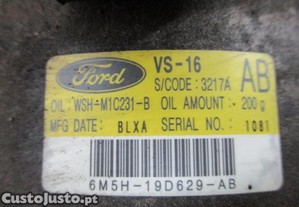 Ford
VS-16
S/CODE: 3217A AB
OIL: WSH-M1C231-B OIL AMOUNT: 200g
MFG DATE: BLXA SERIAL NO. 1081
6M5H-19D629-AB
CustoJusto.pt